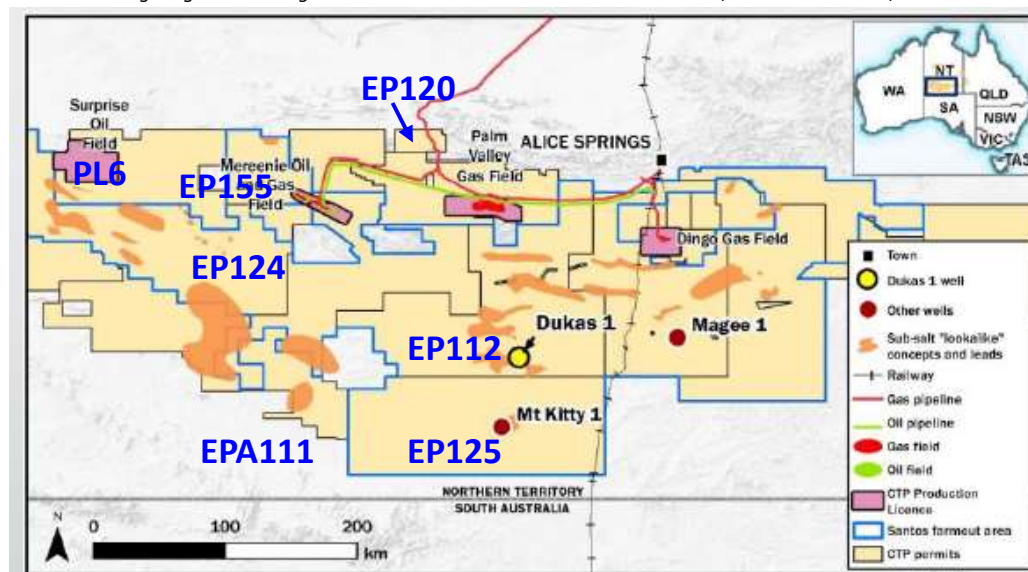 EP120
Surprise
Oil
Field
PL6
Mereenie Oil
and Gas
Field
EP155
Palm
Valley
Gas Field
ALICE SPRINGS
Dingo Gas Field
EP124
Dukas 1
EP112
Magee 1
Mt Kitty 1
EPA111
EP125
NORTHERN TERRITORY
SOUTH AUSTRALIA
N
0 100 200
km
WA
NT
QLD
SA
NSW
VIC
TAS
Town
Dukas 1 well
Other wells
Sub-salt "lookalike"
concepts and leads
Railway
Gas pipeline
Oil pipeline
Gas field
Oil field
CTP Production
Licence
Santos farmout area
CTP permits